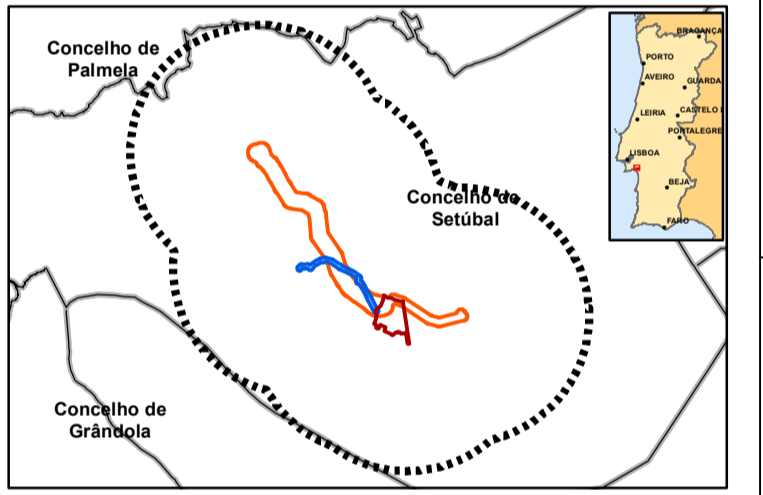 Concelho de
Palmela
Concelho de
Setúbal
Concelho de
Grândola
BRAGANÇA
PORTO
AVEIRO
GUARDA
LEIRIA
CASTELO
PORTALEGRE
LISBOA
BEJA
FARO